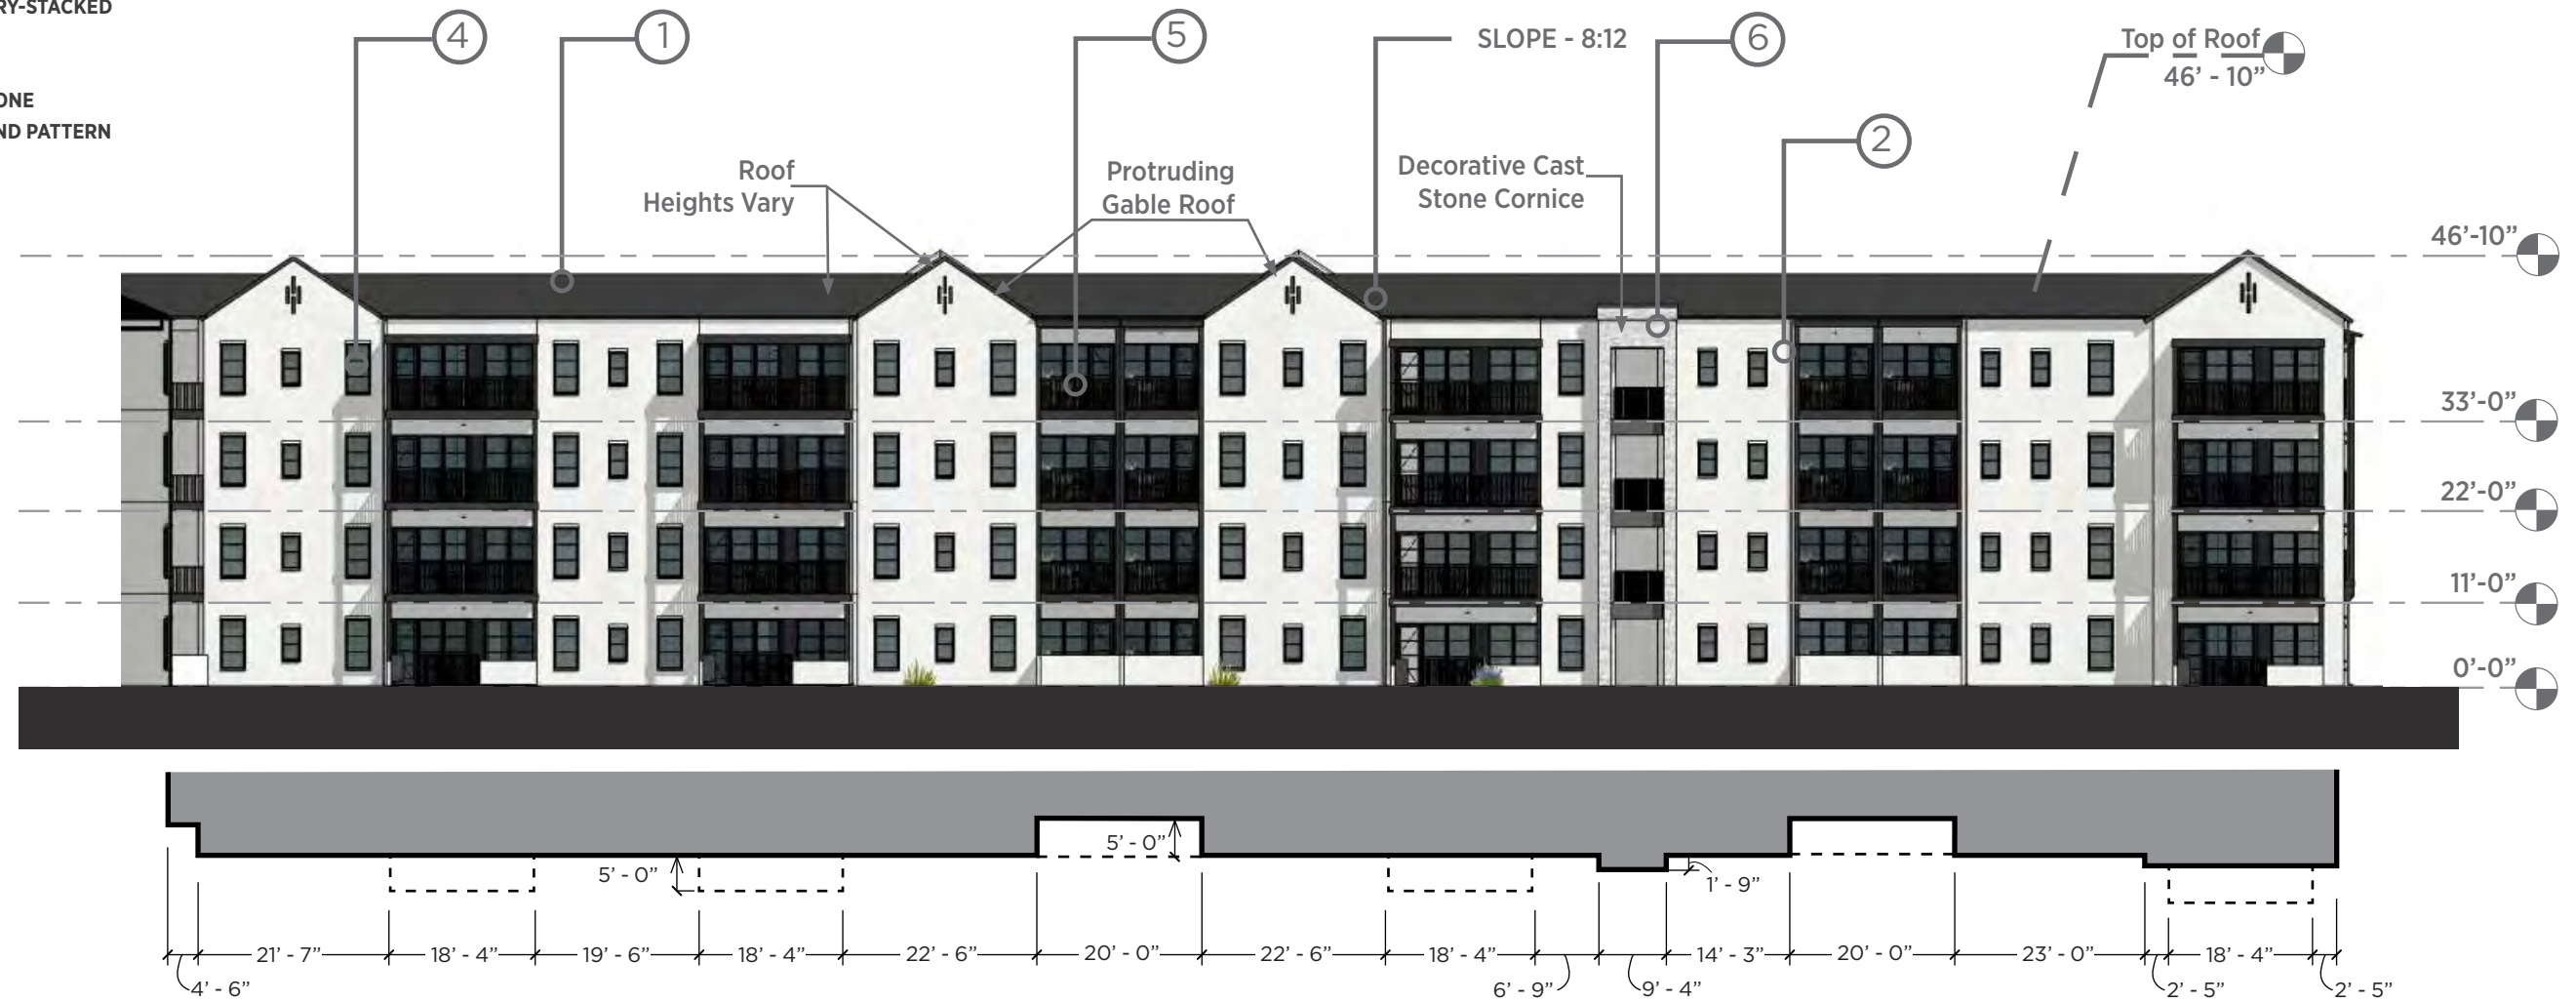 RY-STACKED
4
1
5
SLOPE - 8:12
6
Top of Roof
46’ - 10”
ONE
ND PATTERN
2
Roof
Heights Vary
Protruding
Gable Roof
Decorative Cast
Stone Cornice
46’-10”
33’-0”
22’-0”
11’-0”
0’-0”
5’ - 0”
5’ - 0”
1’ - 9”
21’ - 7”
18’ - 4”
19’ - 6”
18’ - 4”
22’ - 6”
20’ - 0”
22’ - 6”
18’ - 4”
14’ - 3”
20’ - 0”
23’ - 0”
18’ - 4”
4’ - 6”
6’ - 9”
9’ - 4”
2’ - 5”
2’ - 5”